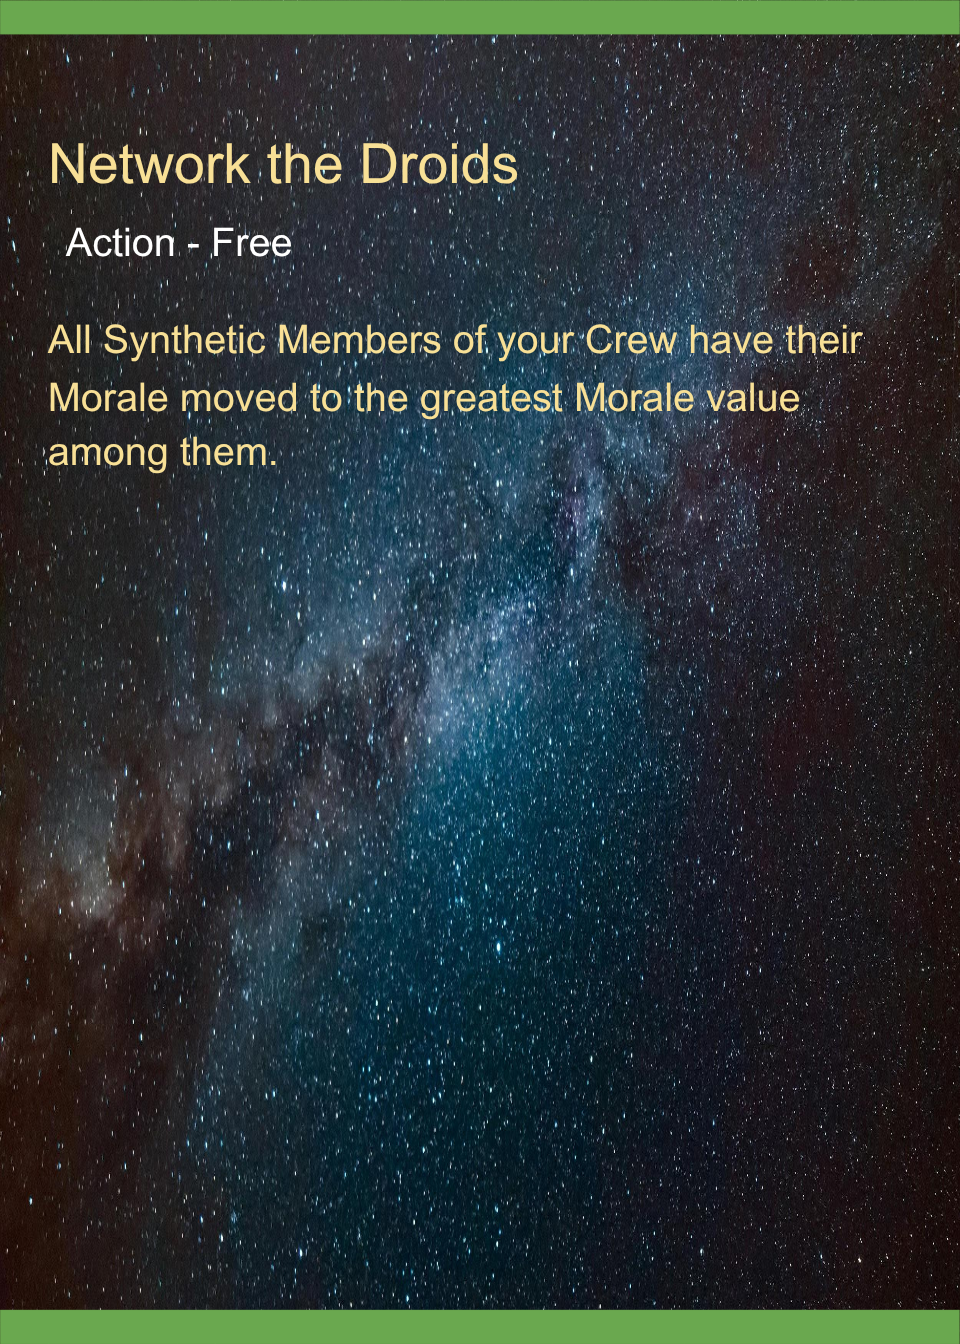 Network the Droids
Action - Free
All Synthetic Members of your Crew have their
Morale moved to the greatest Morale value
among them.